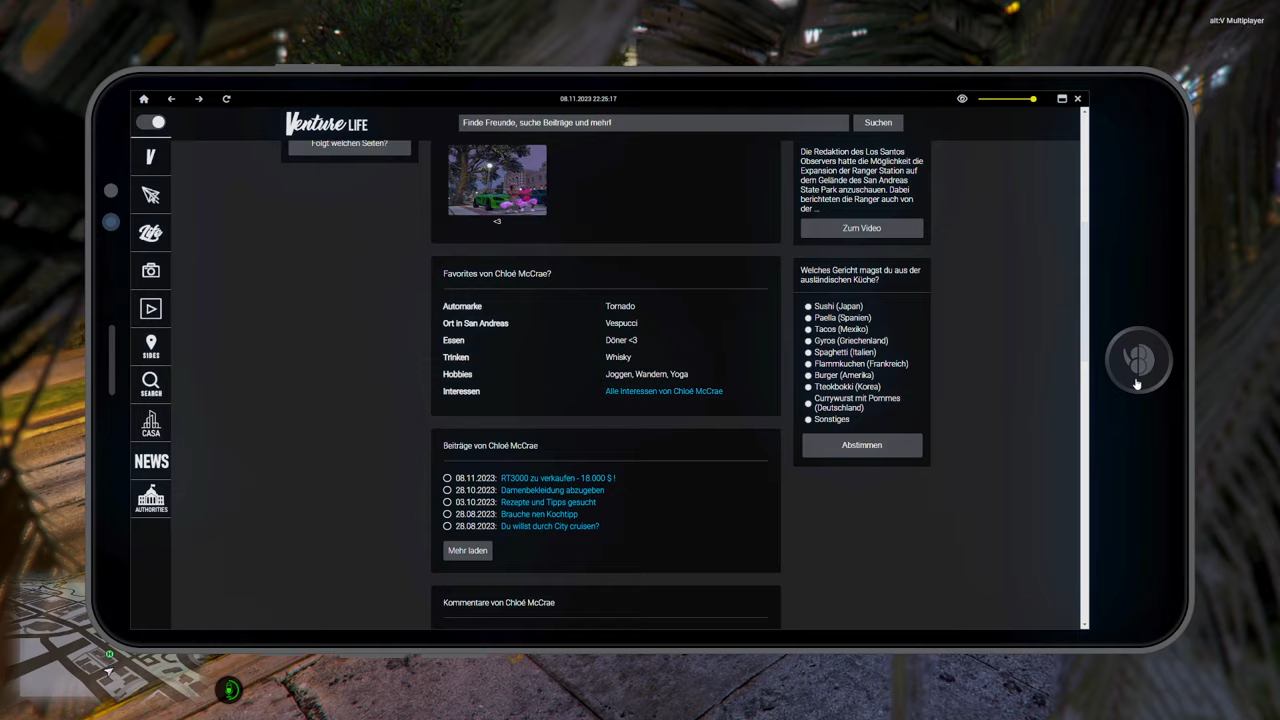 alt:V Multiplayer
08.11.2023 22:25:17
Venture LIFE
Finde Freunde, suche Beiträge und mehr!
Suchen
V
Life
SIDES
SEARCH
CASA
NEWS
AUTHORITIES
Folgt welchen Seiten?
<3
Favorites von Chloé McCrae?
Automarke Tornado
Ort in San Andreas Vespucci
Essen Döner <3
Trinken Whisky
Hobbies Joggen, Wandern, Yoga
Interessen Alle Interessen von Chloé McCrae
Beiträge von Chloé McCrae
08.11.2023: RT3000 zu verkaufen - 18.000 $ !
28.10.2023: Damenbekleidung abzugeben
03.10.2023: Rezepte und Tipps gesucht
28.08.2023: Brauche nen Kochtipp
28.08.2023: Du willst durch City cruisen?
Mehr laden
Kommentare von Chloé McCrae
Die Redaktion des Los Santos
Observers hatte die Möglichkeit die
Expansion der Ranger Station auf
dem Gelände des San Andreas
State Park anzuschauen. Dabei
berichteten die Ranger auch von
der ...
Zum Video
Welches Gericht magst du aus der
ausländischen Küche?
Sushi (Japan)
Paella (Spanien)
Tacos (Mexiko)
Gyros (Griechenland)
Spaghetti (Italien)
Flammkuchen (Frankreich)
Burger (Amerika)
Tteokbokki (Korea)
Currywurst mit Pommes
(Deutschland)
Sonstiges
Abstimmen
H